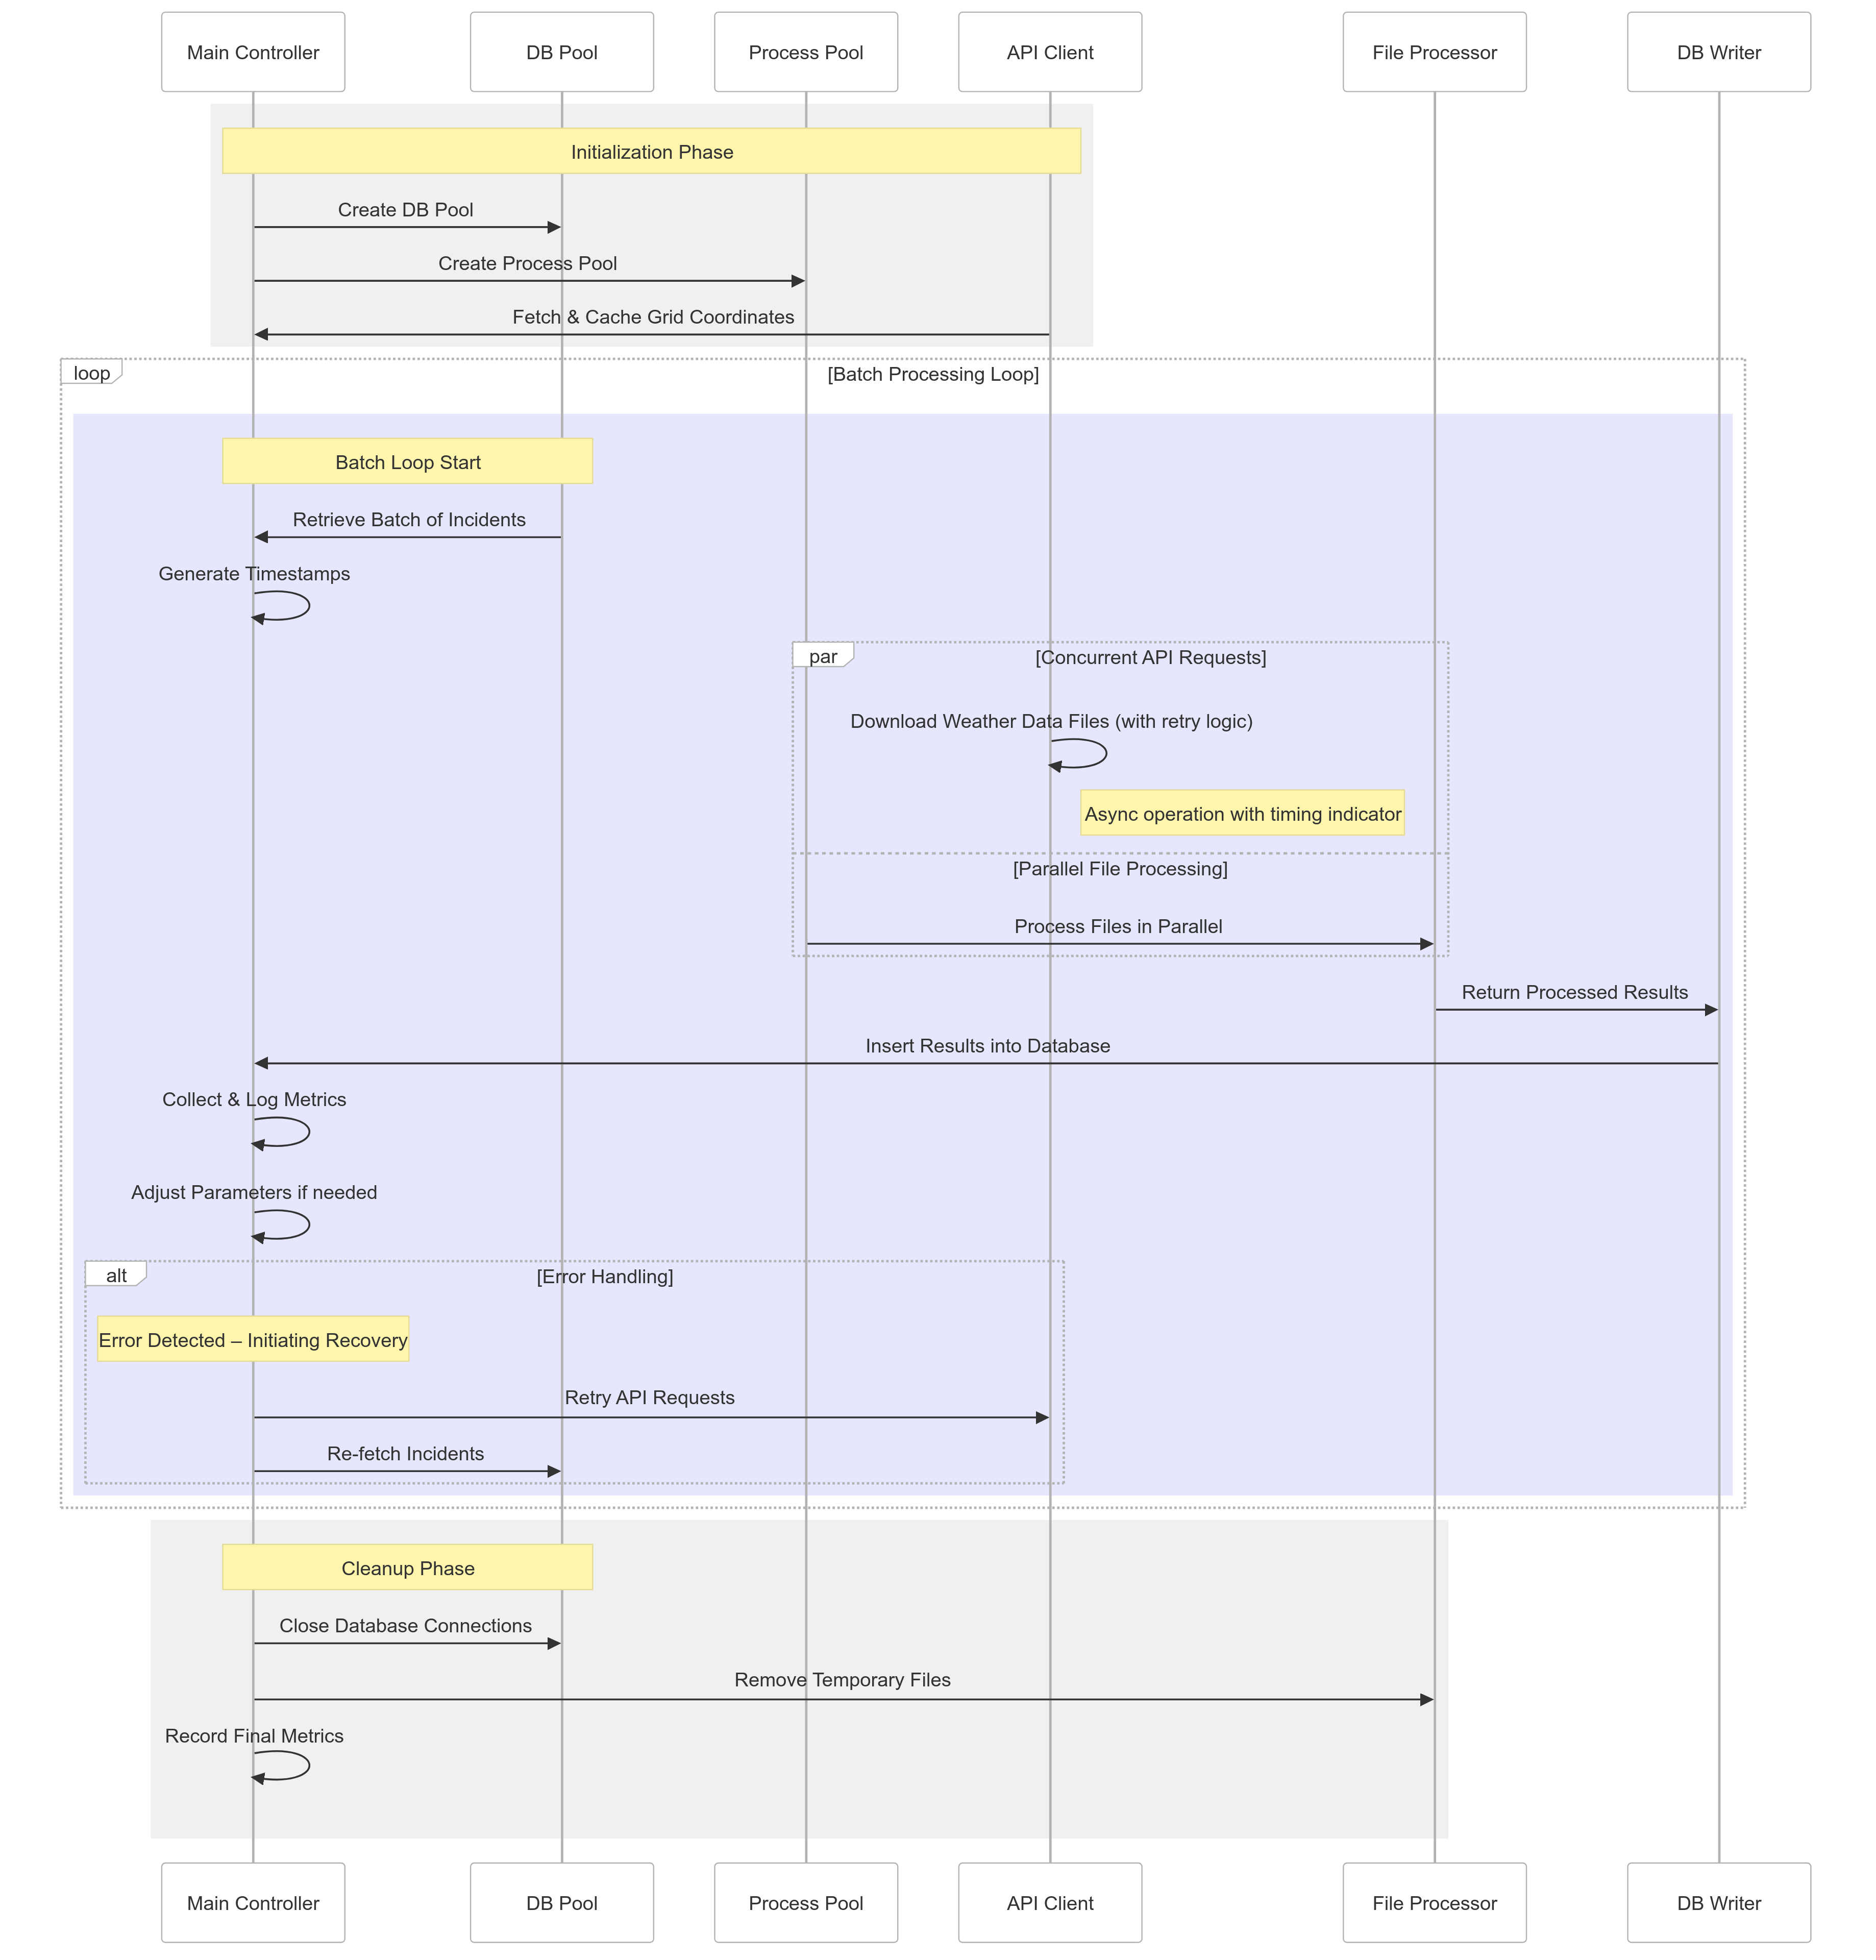 Main Controller
DB Pool
Process Pool
API Client
File Processor
DB Writer
Initialization Phase
Create DB Pool
Create Process Pool
Fetch & Cache Grid Coordinates
loop
[Batch Processing Loop]
Batch Loop Start
Retrieve Batch of Incidents
Generate Timestamps
par
[Concurrent API Requests]
Download Weather Data Files (with retry logic)
Async operation with timing indicator
[Parallel File Processing]
Process Files in Parallel
Return Processed Results
Insert Results into Database
Collect & Log Metrics
Adjust Parameters if needed
alt
[Error Handling]
Error Detected – Initiating Recovery
Retry API Requests
Re-fetch Incidents
Cleanup Phase
Close Database Connections
Remove Temporary Files
Record Final Metrics
Main Controller
DB Pool
Process Pool
API Client
File Processor
DB Writer